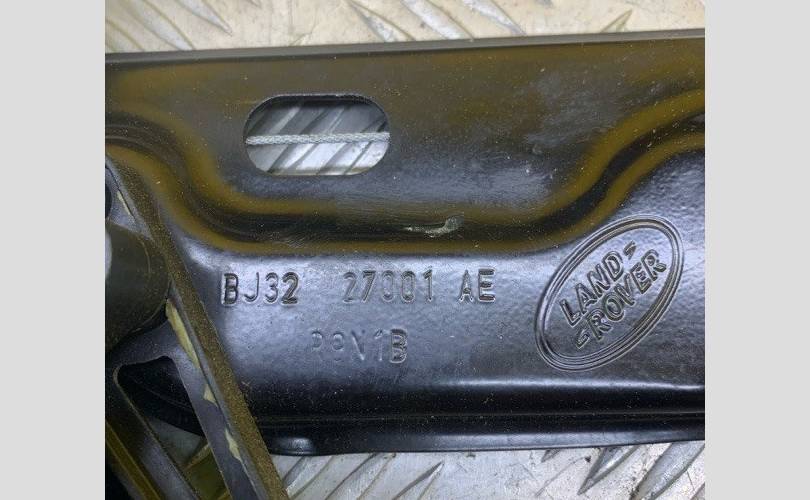 BJ32 27001 AE
LAND
ROVER